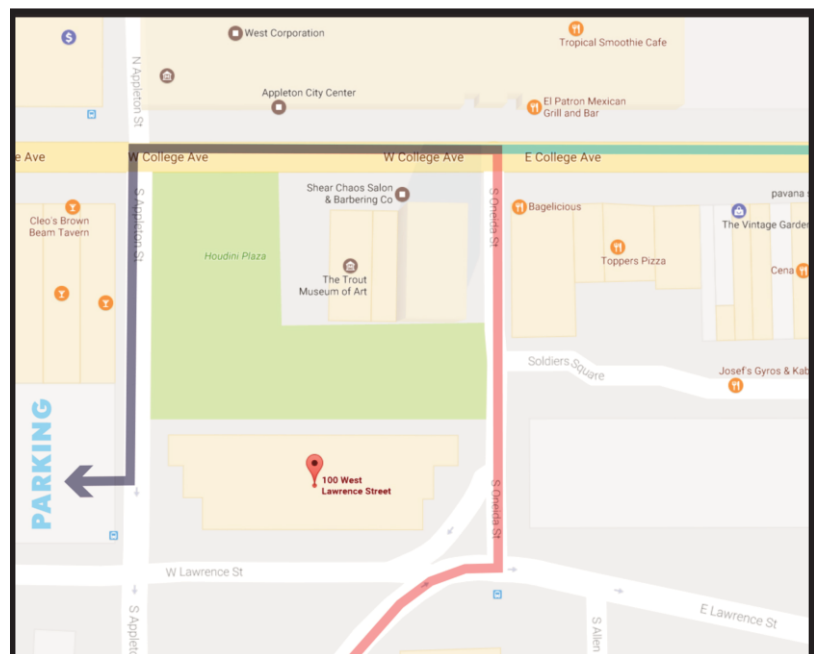 $
West Corporation
Tropical Smoothie Cafe
N Appleton St
Appleton City Center
El Patron Mexican
Grill and Bar
e Ave
W College Ave
W College Ave
E College Ave
S Appleton St
Shear Chaos Salon
& Barbering Co
S Oneida St
Bagelicious
pavana s
The Vintage Garden
Cleo's Brown
Beam Tavern
Houdini Plaza
The Trout
Museum of Art
Toppers Pizza
Cena
Soldiers Square
Josef's Gyros & Kab
PARKING
100 West
Lawrence Street
S Oneida St
W Lawrence St
E Lawrence St
S Appleto
S Allen